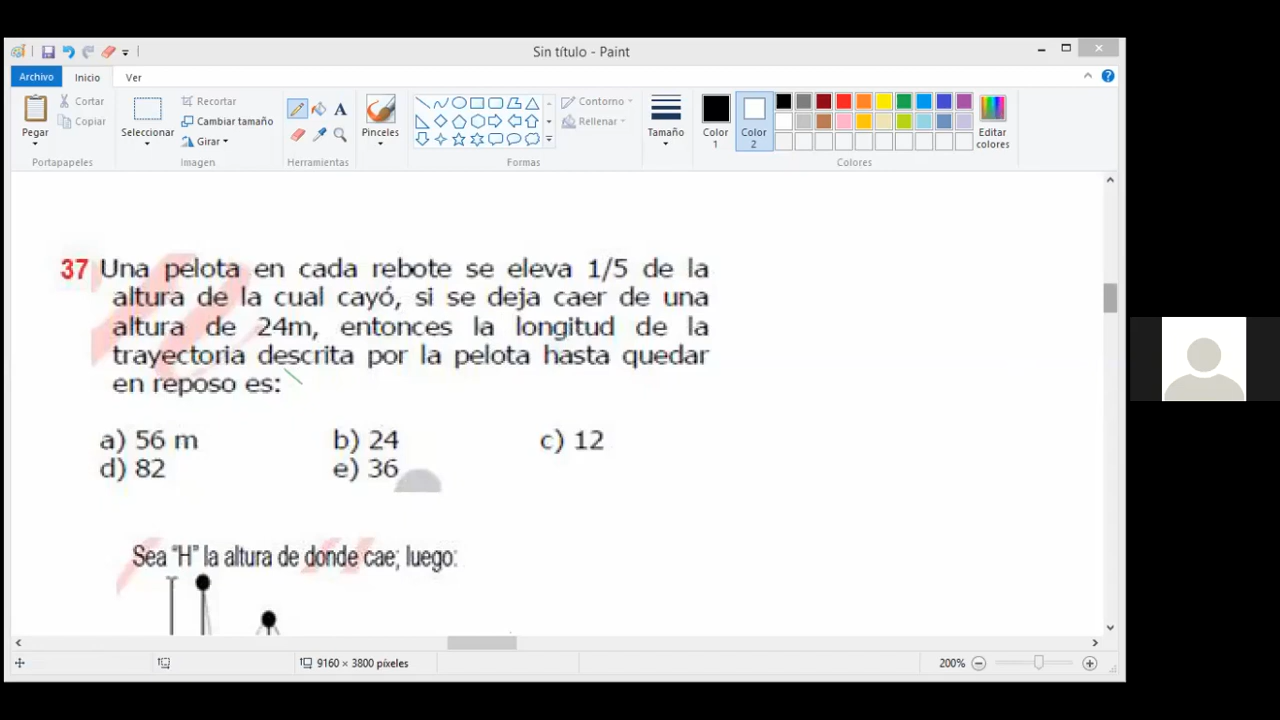 Sin título - Paint
Archivo Inicio Ver
Pegar
Cortar
Copiar
Portapapeles
Seleccionar
Recortar
Cambiar tamaño
Girar
Imagen
A
Herramientas
Pinceles
Contorno
Rellenar
Formas
Tamaño
Color 1
Color 2
Editar colores
Colores
37 Una pelota en cada rebote se eleva 1/5 de la
altura de la cual cayó, si se deja caer de una
altura de 24m, entonces la longitud de la
trayectoria descrita por la pelota hasta quedar
en reposo es:
a) 56 m b) 24 c) 12
d) 82 e) 36
Sea "H" la altura de donde cae; luego:
9160 × 3800 píxeles 200%